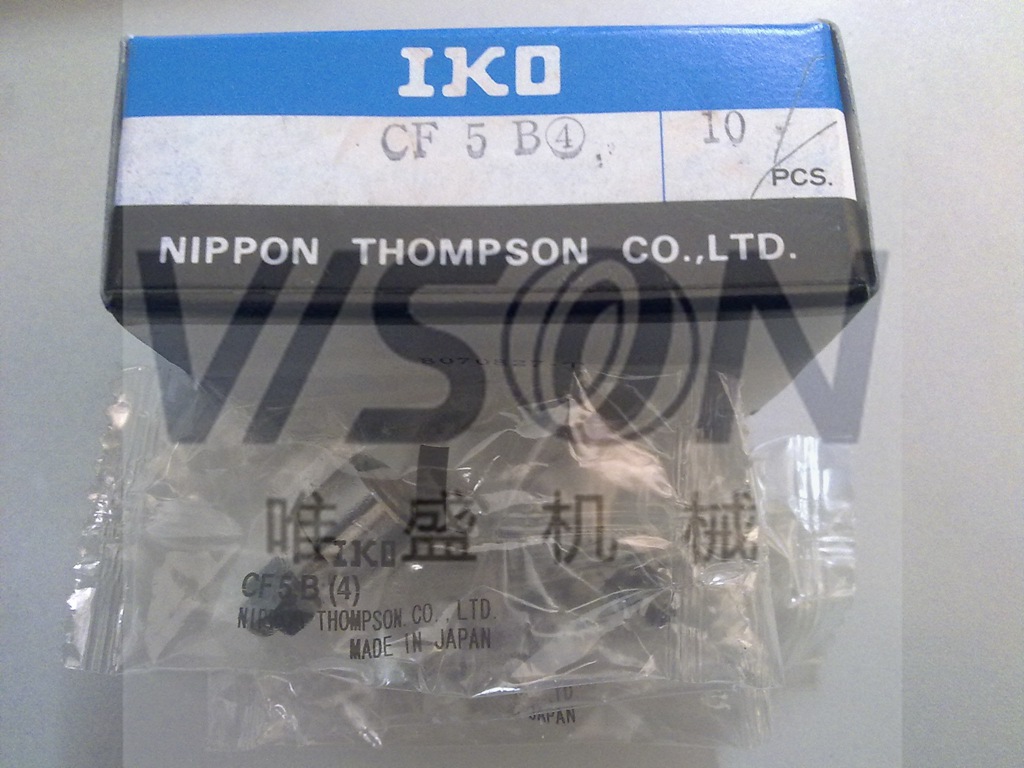 IKO
CF 5 B④
10
PCS.
NIPPON THOMPSON CO.,LTD.
VISON
唯盛机械
IKO
CF5B (4)
NIPPON THOMPSON CO., LTD.
MADE IN JAPAN
JAPAN